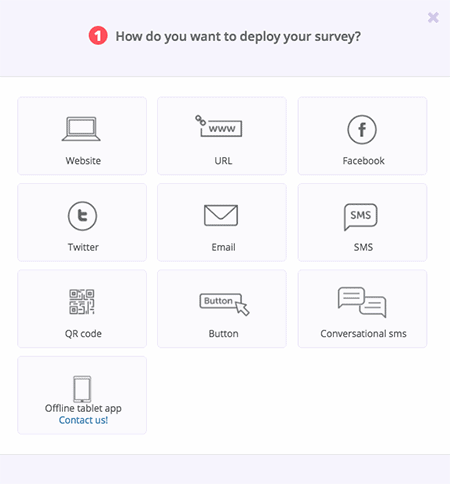 1 How do you want to deploy your survey?
Website
www
URL
f
Facebook
t
Twitter
Email
SMS
SMS
QR code
Button
Button
Conversational sms
Offline tablet app
Contact us!